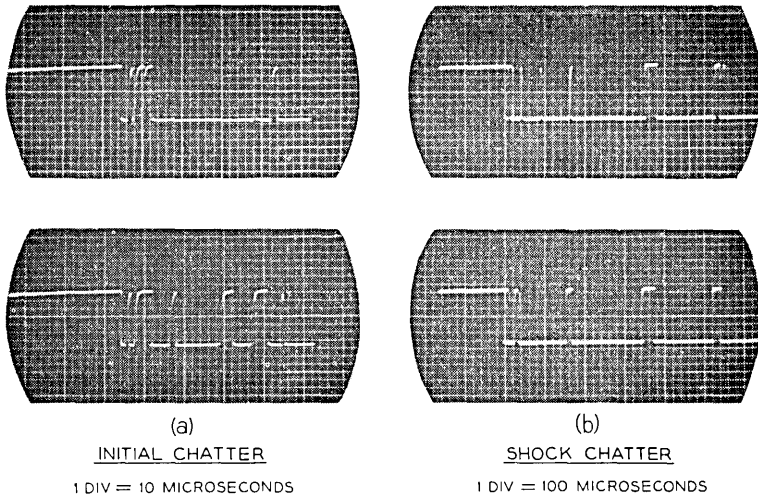 (a)
INITIAL CHATTER
1 DIV = 10 MICROSECONDS
(b)
SHOCK CHATTER
1 DIV = 100 MICROSECONDS